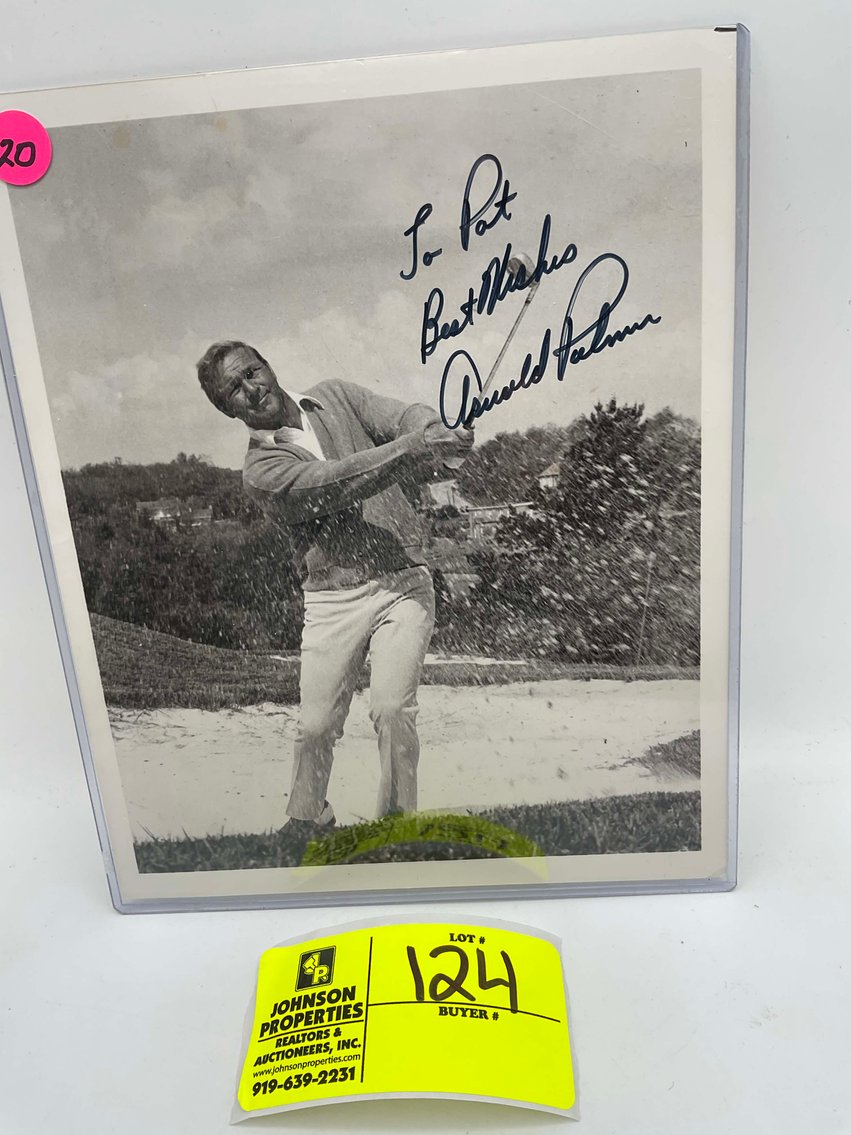 20
To Pat
Best Wishes
Arnold Palmer
JP
JOHNSON
PROPERTIES
REALTORS &
AUCTIONEERS, INC.
www.johnsonproperties.com
919-639-2231
LOT #
124
BUYER #